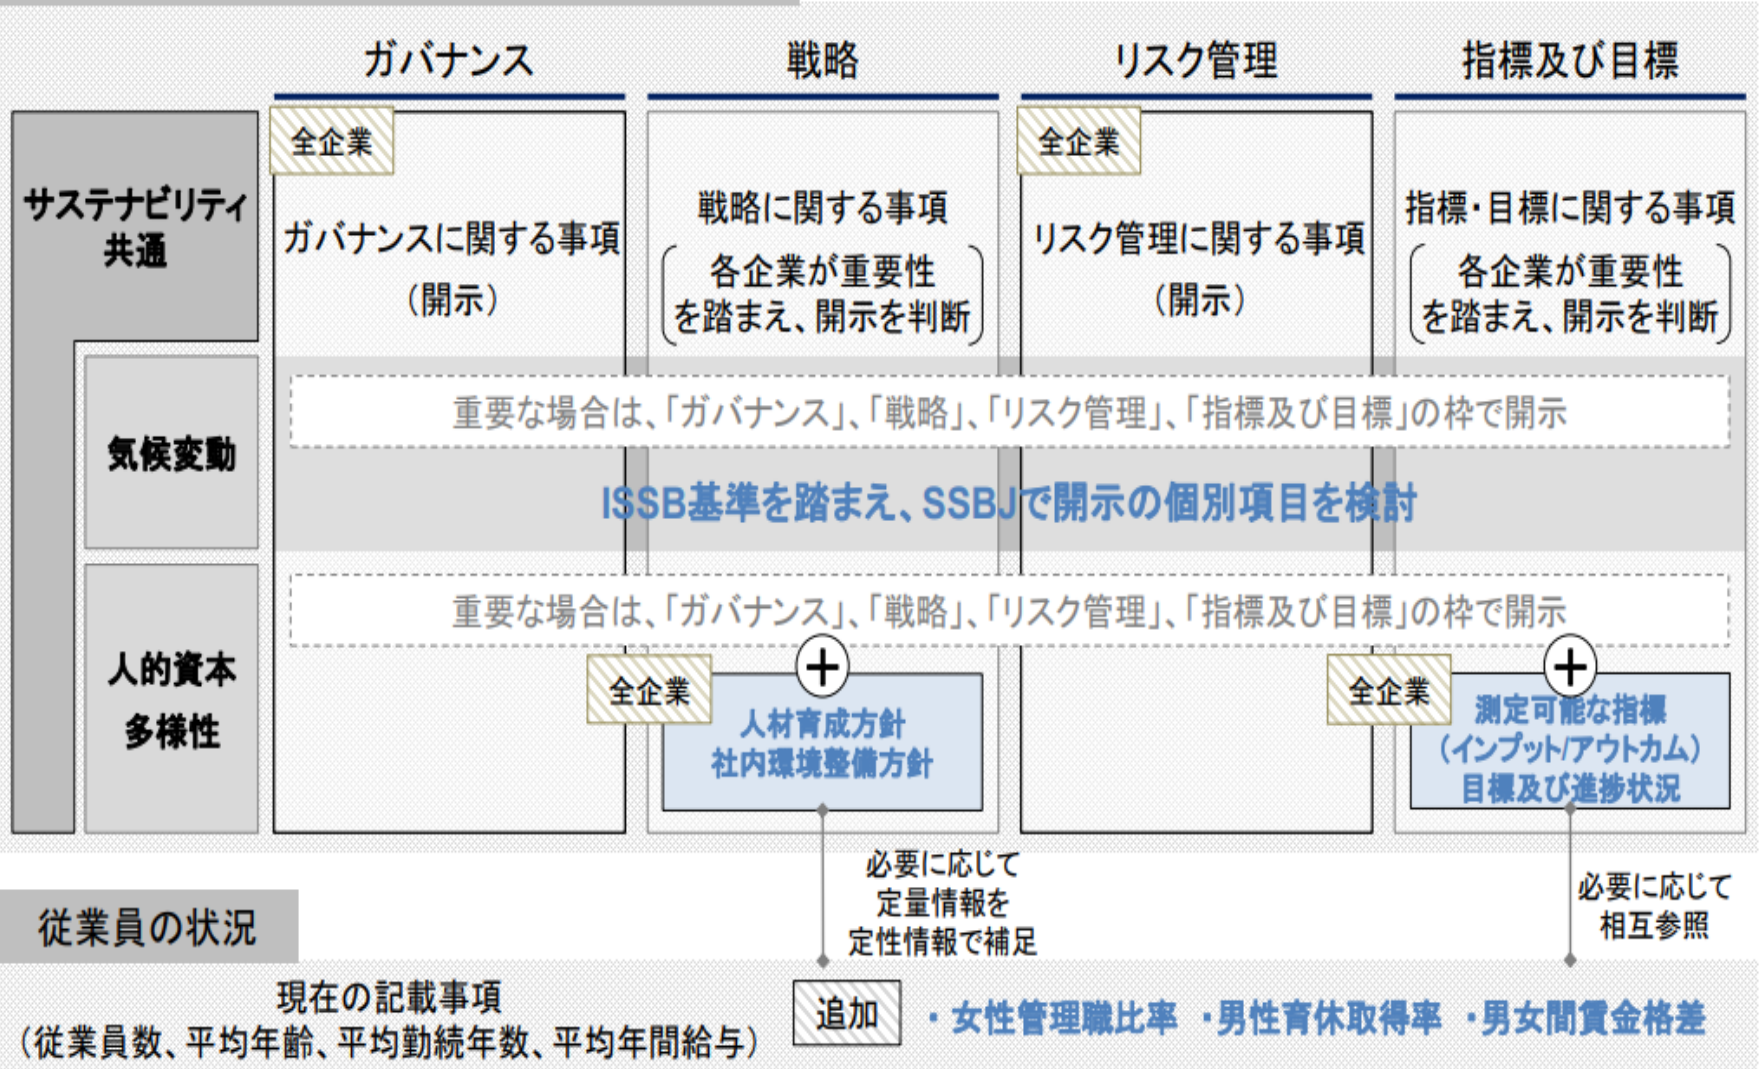 ガバナンス
戦略
リスク管理
指標及び目標
サステナビリティ
共通
全企業
ガバナンスに関する事項
(開示)
戦略に関する事項
各企業が重要性
を踏まえ、開示を判断
全企業
リスク管理に関する事項
(開示)
指標・目標に関する事項
各企業が重要性
を踏まえ、開示を判断
気候変動
重要な場合は、「ガバナンス」、「戦略」、「リスク管理」、「指標及び目標」の枠で開示
ISSB基準を踏まえ、SSBJで開示の個別項目を検討
人的資本
多様性
重要な場合は、「ガバナンス」、「戦略」、「リスク管理」、「指標及び目標」の枠で開示
+
全企業
人材育成方針
社内環境整備方針
+
全企業
測定可能な指標
(インプット/アウトカム)
目標及び進捗状況
必要に応じて
定量情報を
定性情報で補足
必要に応じて
相互参照
従業員の状況
現在の記載事項
(従業員数、平均年齢、平均勤続年数、平均年間給与)
追加
・女性管理職比率 ・男性育休取得率 ・男女間賃金格差